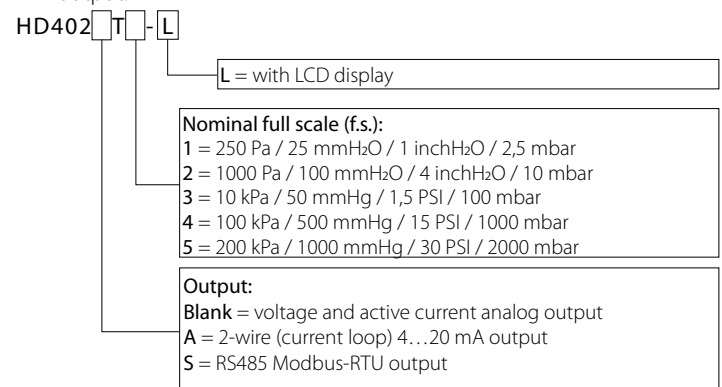 HD402 T -L
L = with LCD display
Nominal full scale (f.s.):
1 = 250 Pa / 25 mmH₂O / 1 inchH₂O / 2,5 mbar
2 = 1000 Pa / 100 mmH₂O / 4 inchH₂O / 10 mbar
3 = 10 kPa / 50 mmHg / 1,5 PSI / 100 mbar
4 = 100 kPa / 500 mmHg / 15 PSI / 1000 mbar
5 = 200 kPa / 1000 mmHg / 30 PSI / 2000 mbar
Output:
Blank = voltage and active current analog output
A = 2-wire (current loop) 4…20 mA output
S = RS485 Modbus-RTU output